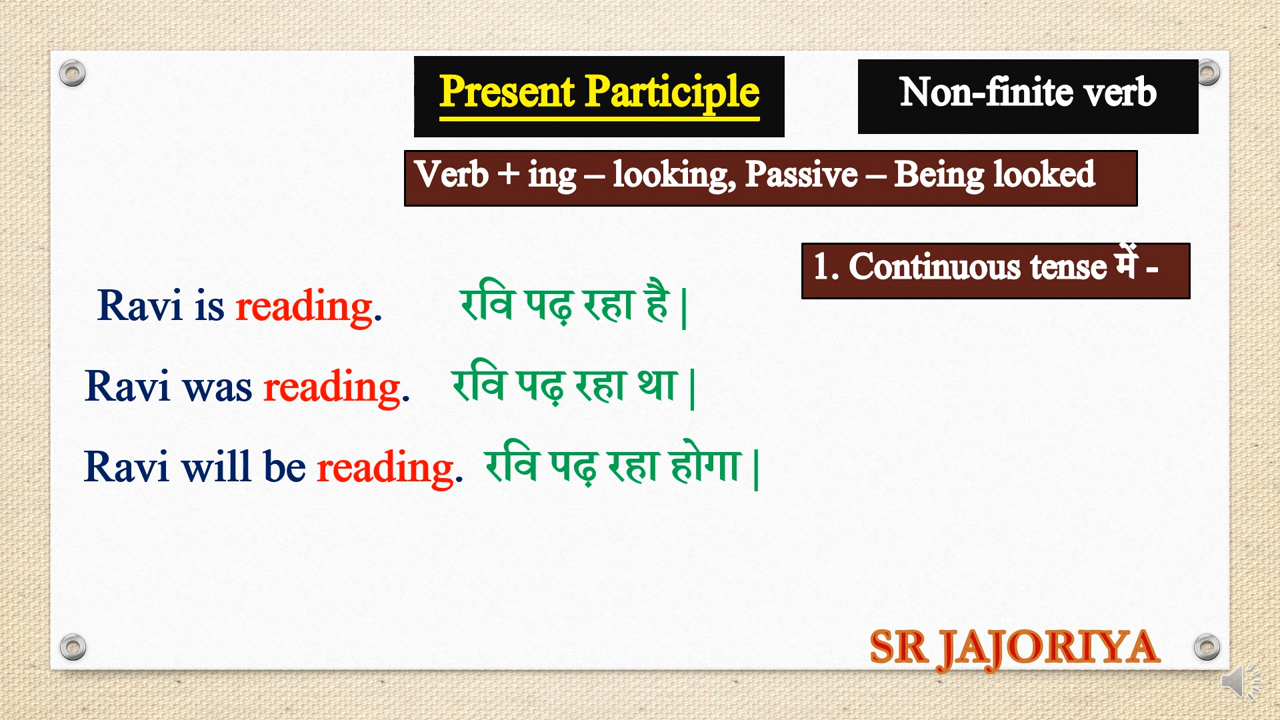 Present Participle
Non-finite verb
Verb + ing – looking, Passive – Being looked
1. Continuous tense में -
Ravi is reading. रवि पढ़ रहा है |
Ravi was reading. रवि पढ़ रहा था |
Ravi will be reading. रवि पढ़ रहा होगा |
SR JAJORIYA